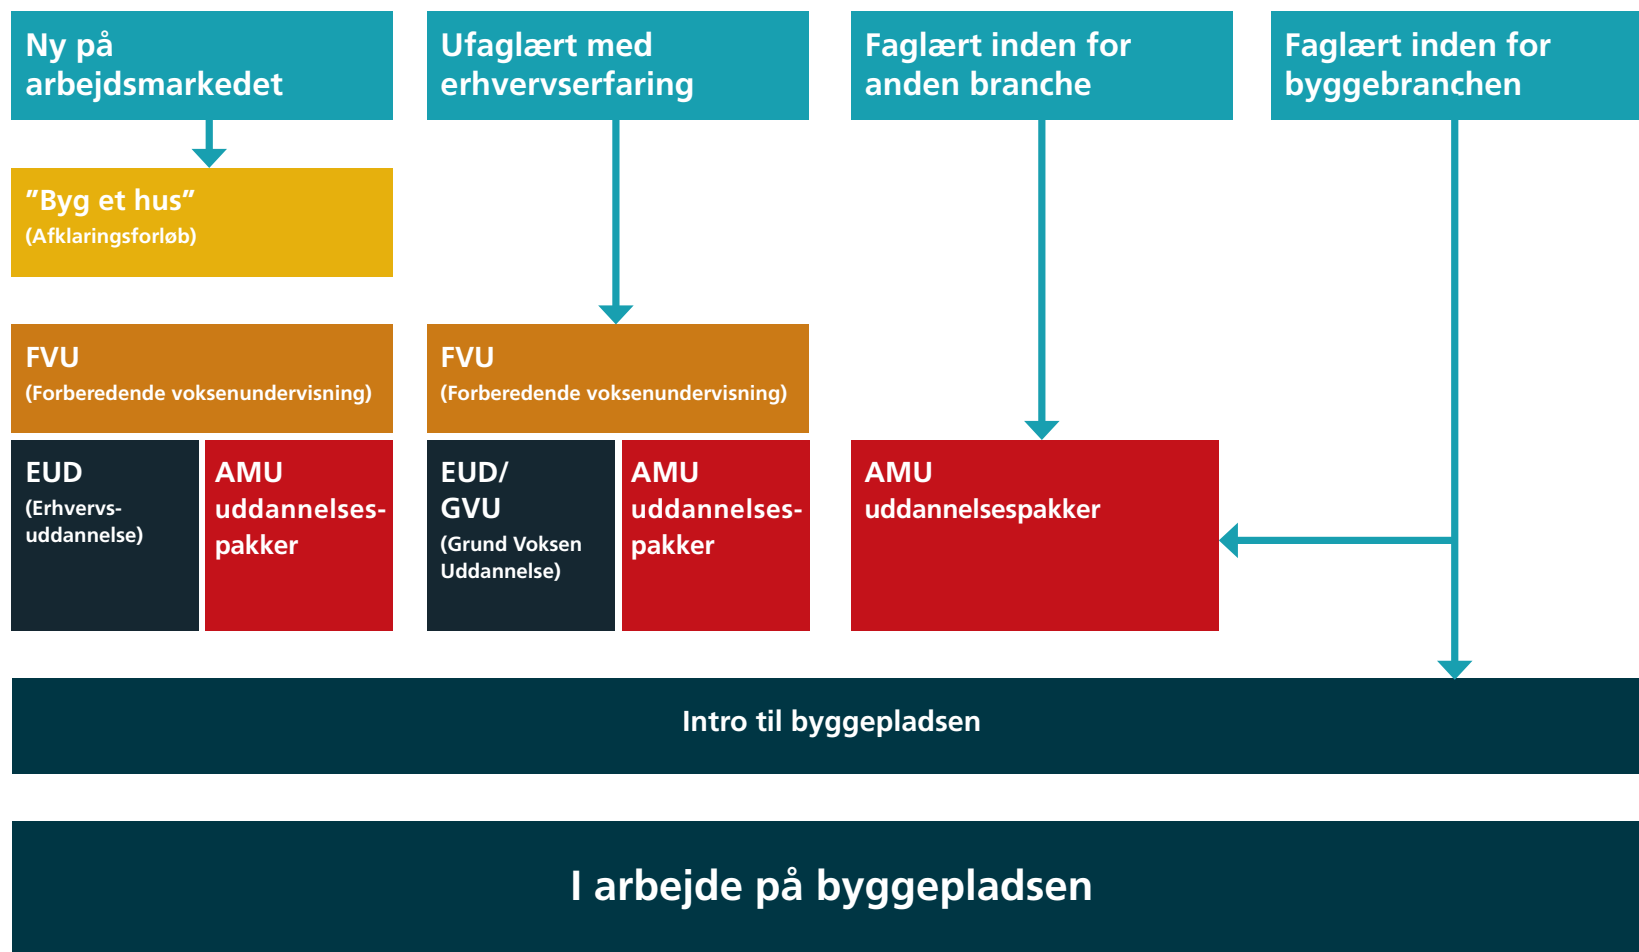 Ny på
arbejdsmarkedet
Ufaglært med
erhvervserfaring
Faglært inden for
anden branche
Faglært inden for
byggebranchen
”Byg et hus”
(Afklaringsforløb)
FVU
(Forberedende voksenundervisning)
FVU
(Forberedende voksenundervisning)
EUD
(Erhvervs-
uddannelse)
AMU
uddannelses-
pakker
EUD/
GVU
(Grund Voksen
Uddannelse)
AMU
uddannelses-
pakker
AMU
uddannelsespakker
Intro til byggepladsen
I arbejde på byggepladsen